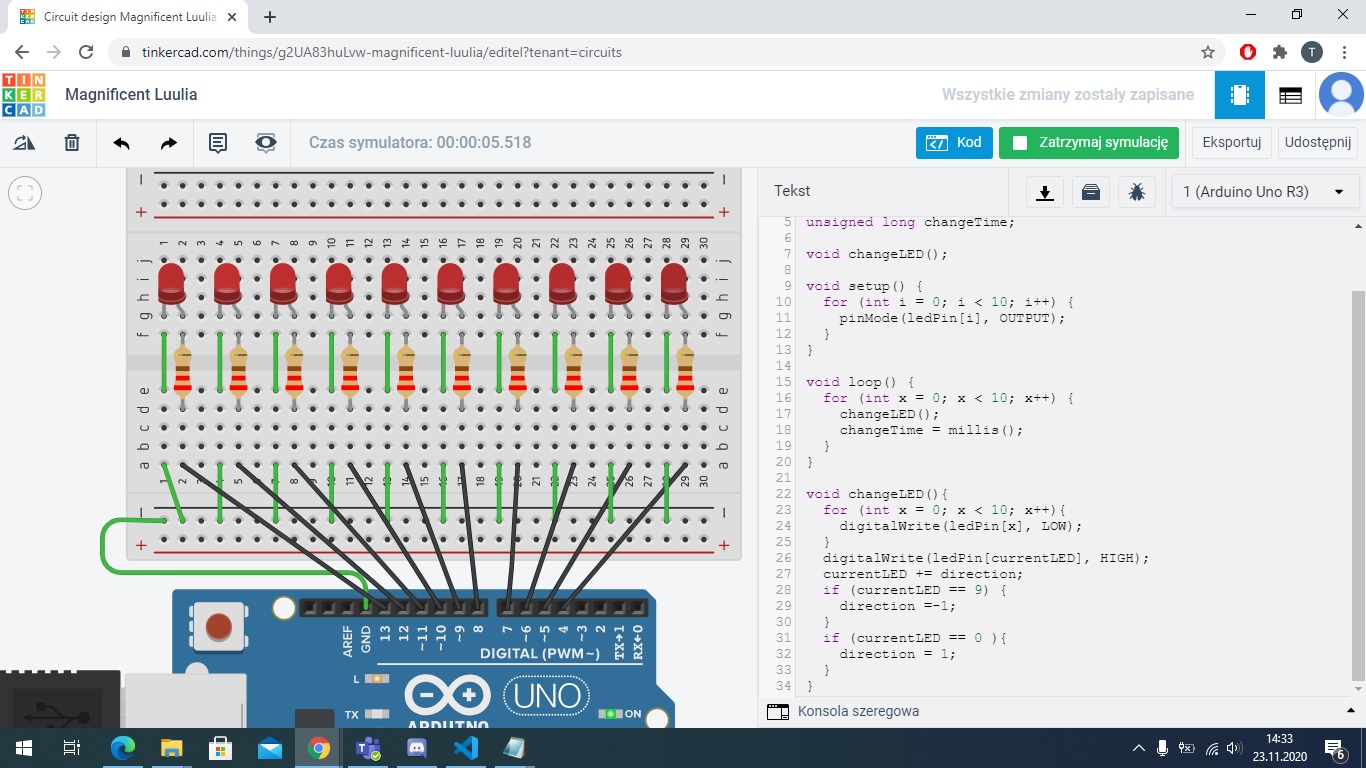 Circuit design Magnificent Luulia
tinkercad.com/things/g2UA83huLvw-magnificent-luulia/editel?tenant=circuits
T
TIN
KER
CAD
Magnificent Luulia
Wszystkie zmiany zostały zapisane
Czas symulatora: 00:00:05.518
Kod
Zatrzymaj symulację
Eksportuj
Udostępnij
Tekst
1 (Arduino Uno R3)
5 unsigned long changeTime;
6
7 void changeLED();
8
9 void setup() {
10 for (int i = 0; i < 10; i++) {
11 pinMode(ledPin[i], OUTPUT);
12 }
13 }
14
15 void loop() {
16 for (int x = 0; x < 10; x++) {
17 changeLED();
18 changeTime = millis();
19 }
20 }
21
22 void changeLED(){
23 for (int x = 0; x < 10; x++){
24 digitalWrite(ledPin[x], LOW);
25 }
26 digitalWrite(ledPin[currentLED], HIGH);
27 currentLED += direction;
28 if (currentLED == 9) {
29 direction =-1;
30 }
31 if (currentLED == 0 ){
32 direction = 1;
33 }
34 }
Konsola szeregowa
1 2 3 4 5 6 7 8 9 10 11 12 13 14 15 16 17 18 19 20 21 22 23 24 25 26 27 28 29 30
j
i
h
g
f
e
d
c
b
a
AREF
GND
13
12
~11
~10
~9
8
7
~6
~5
4
~3
2
TX→1
RX←0
DIGITAL (PWM~)
L
TX
UNO
ON
ARDUINO
14:33
23.11.2020
6